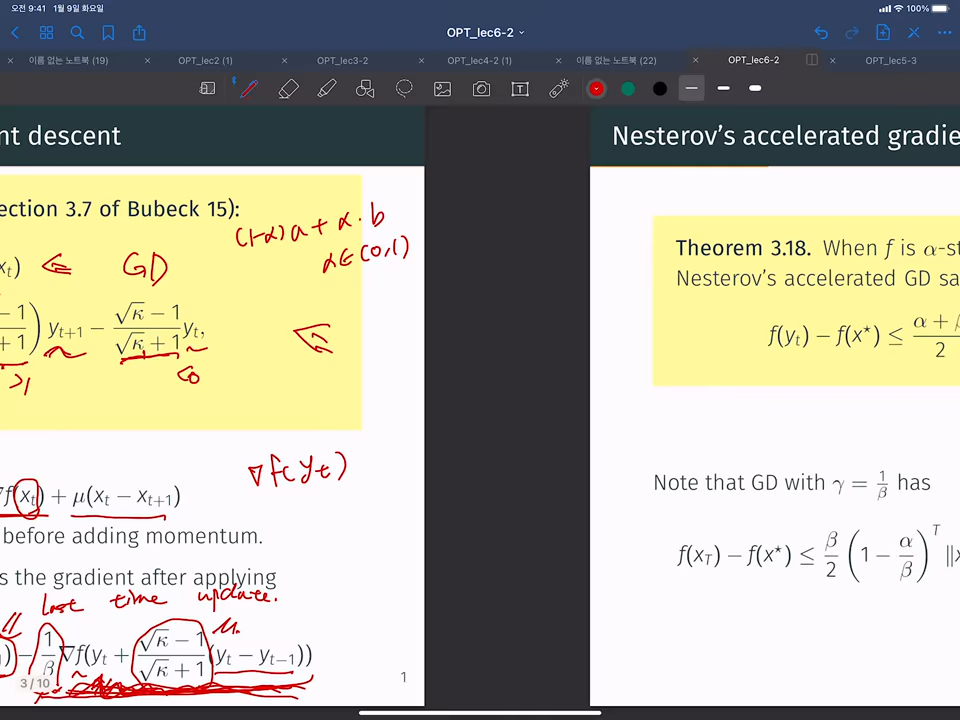 오전 9:41 1월 9일 화요일
100%
OPT_lec6-2
이름 없는 노트북 (19)
OPT_lec2 (1)
OPT_lec3-2
OPT_lec4-2 (1)
이름 없는 노트북 (22)
OPT_lec6-2
OPT_lec5-3
nt descent
ection 3.7 of Bubeck 15):
(1-α)a + α·b
α∈(0,1)
x_t) ⇐ GD
− 1 / + 1) y_{t+1} − (√κ − 1)/(√κ + 1) y_t,
>1
<0
∇f(y_t)
∇f(x_t) + μ(x_t − x_{t+1})
before adding momentum.
s the gradient after applying
last time update.
μ.
) − 1/β ∇f(y_t + (√κ − 1)/(√κ + 1) (y_t − y_{t−1}))
3 / 10
1
Nesterov's accelerated gradie
Theorem 3.18. When f is α-st
Nesterov's accelerated GD sa
f(y_t) − f(x⋆) ≤ (α + β)/2
Note that GD with γ = 1/β has
f(x_T) − f(x⋆) ≤ β/2 (1 − α/β)^T ‖x